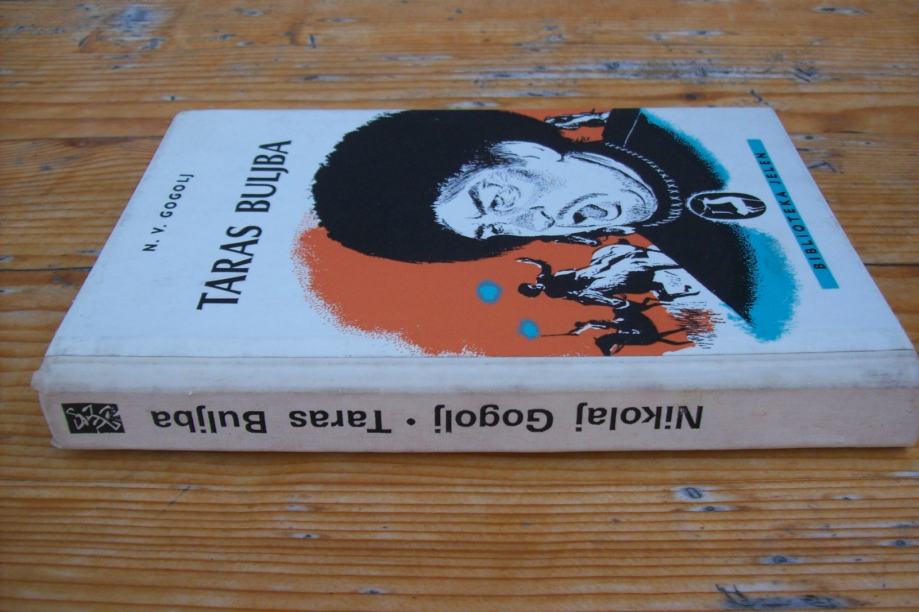 N. V. GOGOLJ
TARAS BULJBA
BIBLIOTEKA JELEN
Nikolaj Gogolj • Taras Buljba